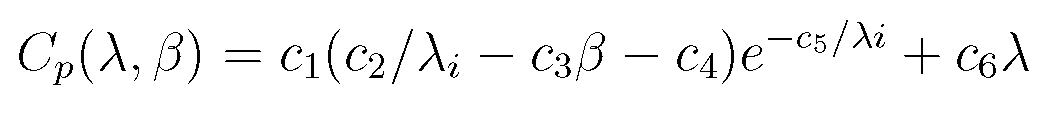 C_p(λ, β) = c_1(c_2/λ_i − c_3β − c_4)e^{−c_5/λi} + c_6λ